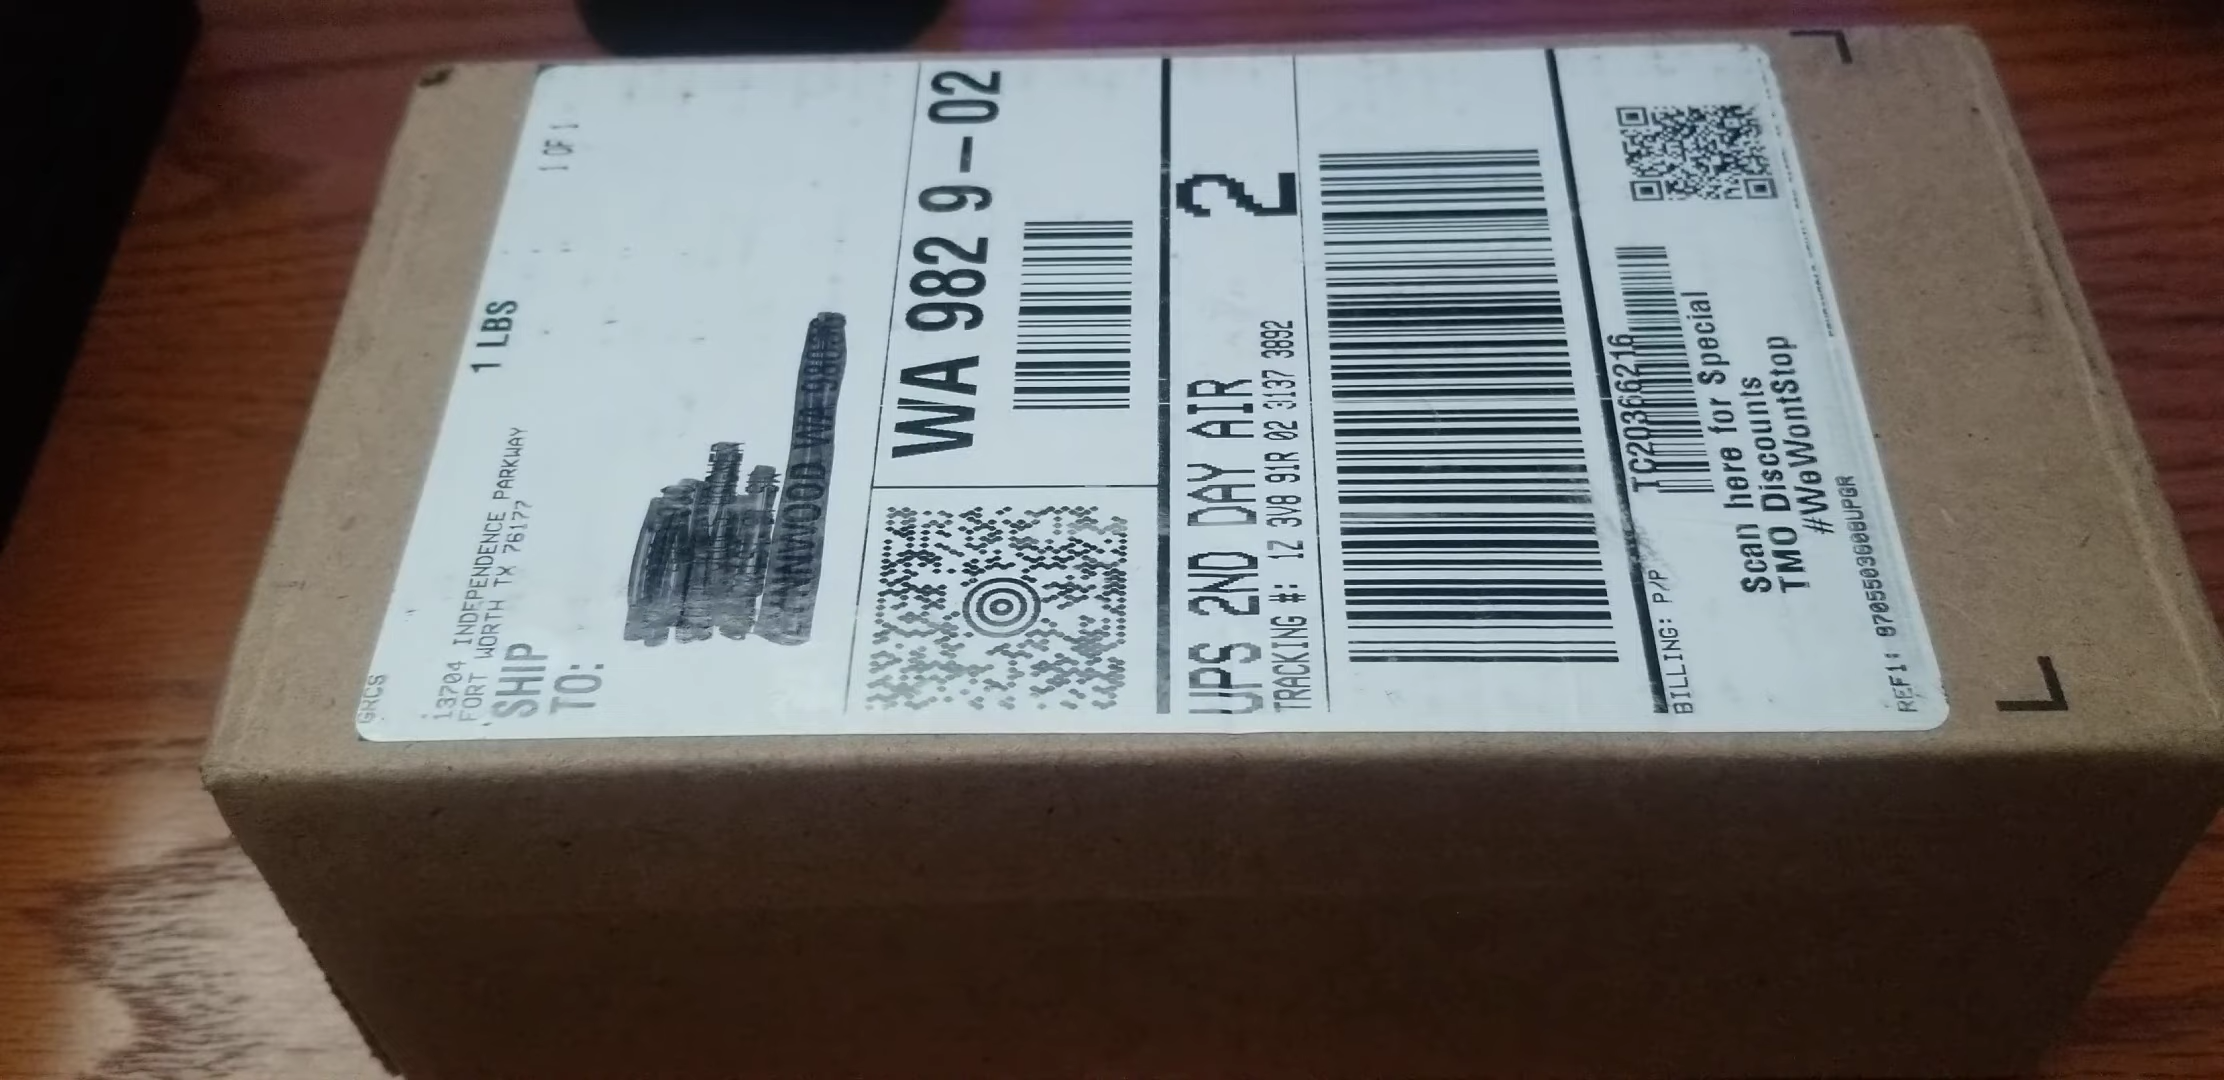 GRCS
1 LBS
1 OF 1
13704 INDEPENDENCE PARKWAY
FORT WORTH TX 76177
SHIP
TO:
WA 982 9-02
UPS 2ND DAY AIR
2
TRACKING #: 1Z 3V8 91R 02 3137 3892
BILLING: P/P
TC20366216
Scan here for Special
TMO Discounts
#WeWontStop
REF1: